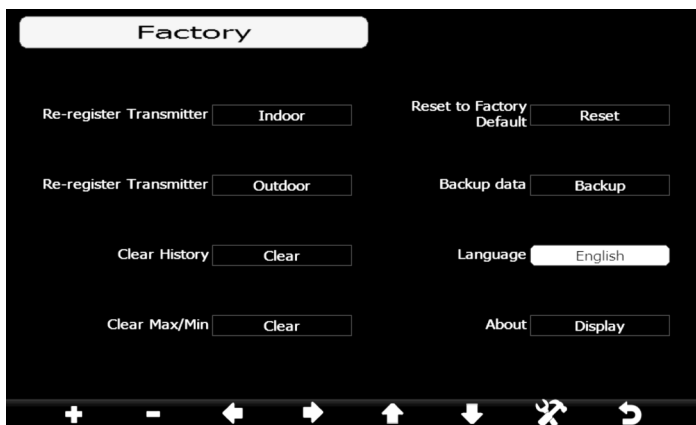 Factory
Re-register Transmitter Indoor
Reset to Factory
Default Reset
Re-register Transmitter Outdoor
Backup data Backup
Clear History Clear
Language English
Clear Max/Min Clear
About Display